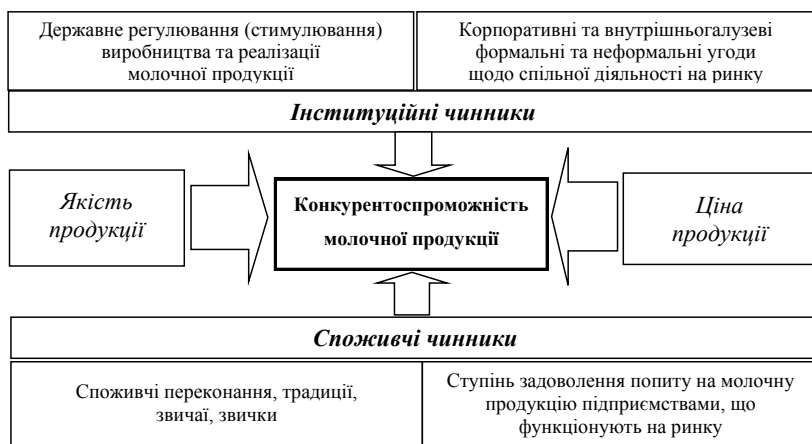 Державне регулювання (стимулювання)
виробництва та реалізації
молочної продукції
Корпоративні та внутрішньогалузеві
формальні та неформальні угоди
щодо спільної діяльності на ринку
Інституційні чинники
Якість
продукції
Конкурентоспроможність
молочної продукції
Ціна
продукції
Споживчі чинники
Споживчі переконання, традиції,
звичаї, звички
Ступінь задоволення попиту на молочну
продукцію підприємствами, що
функціонують на ринку